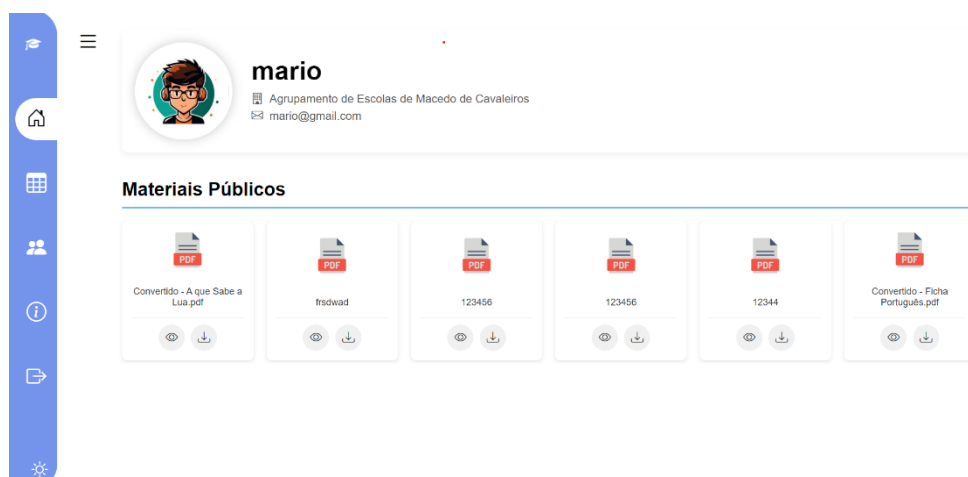 mario
Agrupamento de Escolas de Macedo de Cavaleiros
mario@gmail.com
Materiais Públicos
PDF
PDF
PDF
PDF
PDF
PDF
Convertido - A que Sabe a
Lua.pdf
frsdwad
123456
123456
12344
Convertido - Ficha
Português.pdf